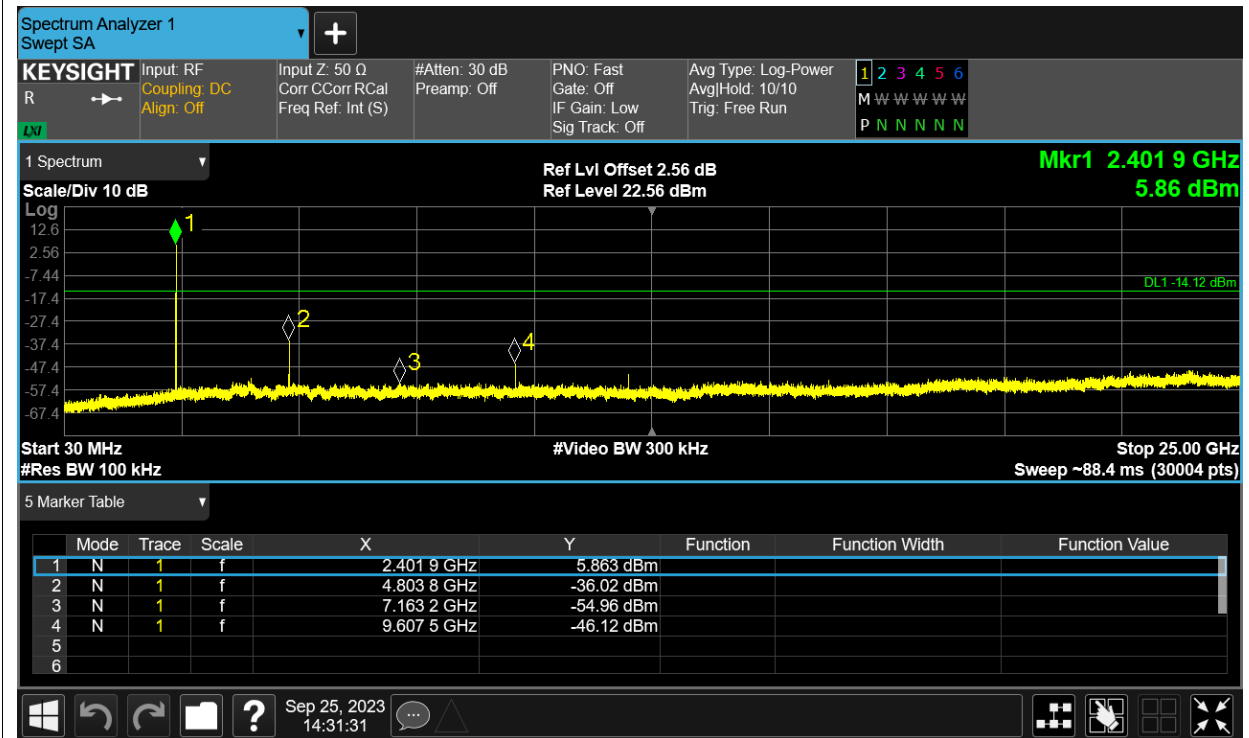 Spectrum Analyzer 1
Swept SA
+
KEYSIGHT
R
LXI
Input: RF
Coupling: DC
Align: Off
Input Z: 50 Ω
Corr CCorr RCal
Freq Ref: Int (S)
#Atten: 30 dB
Preamp: Off
PNO: Fast
Gate: Off
IF Gain: Low
Sig Track: Off
Avg Type: Log-Power
Avg|Hold: 10/10
Trig: Free Run
1 2 3 4 5 6
M W W W W W
P N N N N N
1 Spectrum
Scale/Div 10 dB
Ref Lvl Offset 2.56 dB
Ref Level 22.56 dBm
Mkr1 2.401 9 GHz
5.86 dBm
Log
12.6
2.56
-7.44
-17.4
-27.4
-37.4
-47.4
-57.4
-67.4
1
2
3
4
DL1 -14.12 dBm
Start 30 MHz
#Video BW 300 kHz
Stop 25.00 GHz
#Res BW 100 kHz
Sweep ~88.4 ms (30004 pts)
5 Marker Table
Mode Trace Scale X Y Function Function Width Function Value
1 N 1 f 2.401 9 GHz 5.863 dBm
2 N 1 f 4.803 8 GHz -36.02 dBm
3 N 1 f 7.163 2 GHz -54.96 dBm
4 N 1 f 9.607 5 GHz -46.12 dBm
5
6
?
Sep 25, 2023
14:31:31